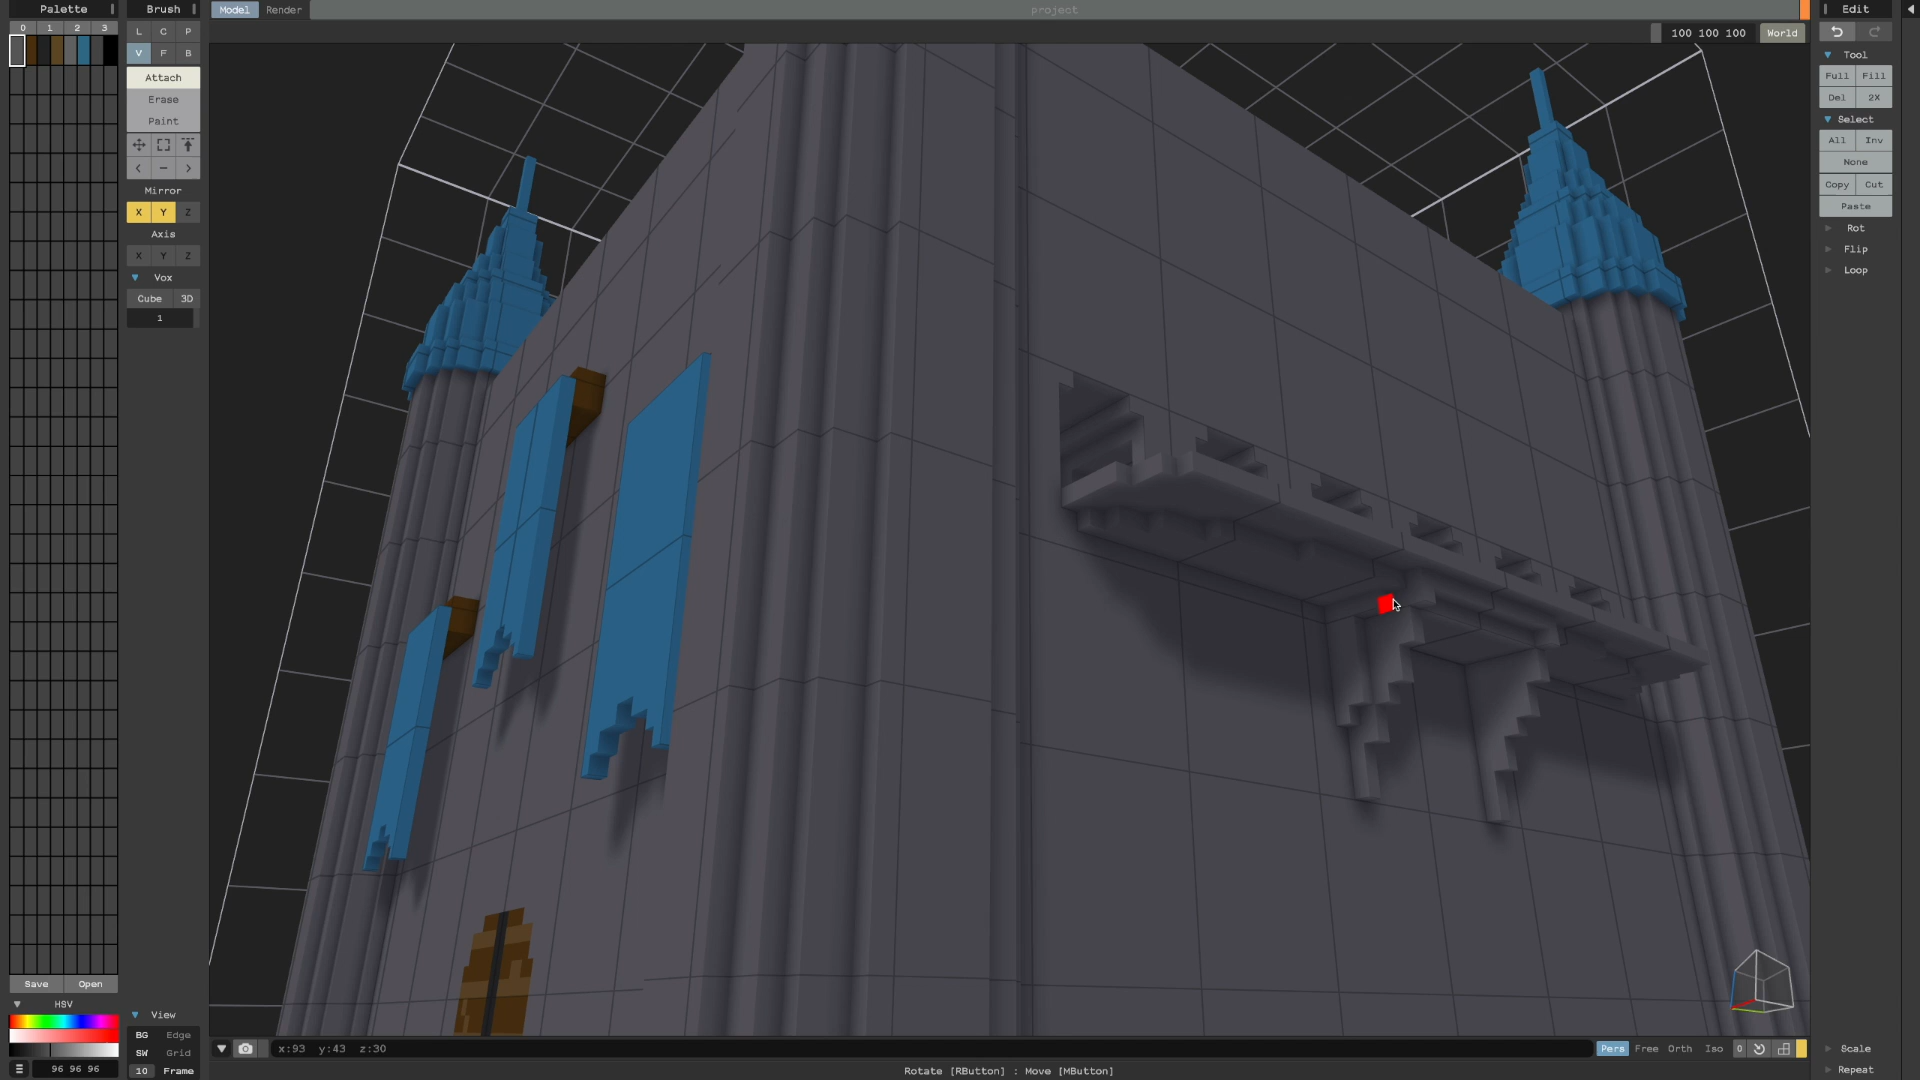 Palette
Brush
Model Render
project
Edit
0 1 2 3
L C P
V F B
Attach
Erase
Paint
< - >
Mirror
X Y Z
Axis
X Y Z
Vox
Cube 3D
1
100 100 100 World
Tool
Full Fill
Del 2X
Select
All Inv
None
Copy Cut
Paste
Rot
Flip
Loop
Save Open
HSV
96 96 96
View
BG Edge
SW Grid
10 Frame
x:93 y:43 z:30
Pers Free Orth Iso 0
Scale
Repeat
Rotate [RButton] : Move [MButton]